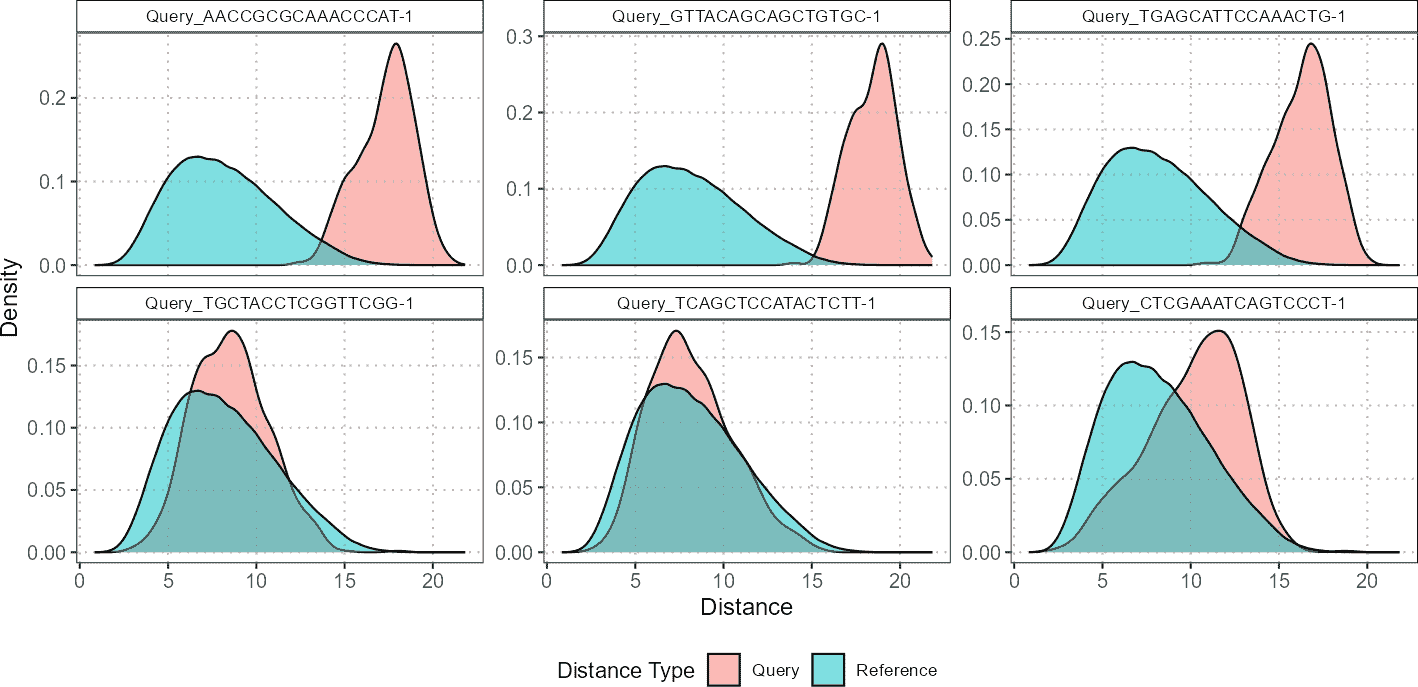 Query_AACCGCGCAAACCCAT-1
Query_GTTACAGCAGCTGTGC-1
Query_TGAGCATTCCAAACTG-1
0.2
0.1
0.0
0.3
0.2
0.1
0.0
0.25
0.20
0.15
0.10
0.05
0.00
Density
Query_TGCTACCTCGGTTCGG-1
Query_TCAGCTCCATACTCTT-1
Query_CTCGAAATCAGTCCCT-1
0.15
0.10
0.05
0.00
0.15
0.10
0.05
0.00
0.15
0.10
0.05
0.00
0 5 10 15 20
0 5 10 15 20
0 5 10 15 20
Distance
Distance Type Query Reference